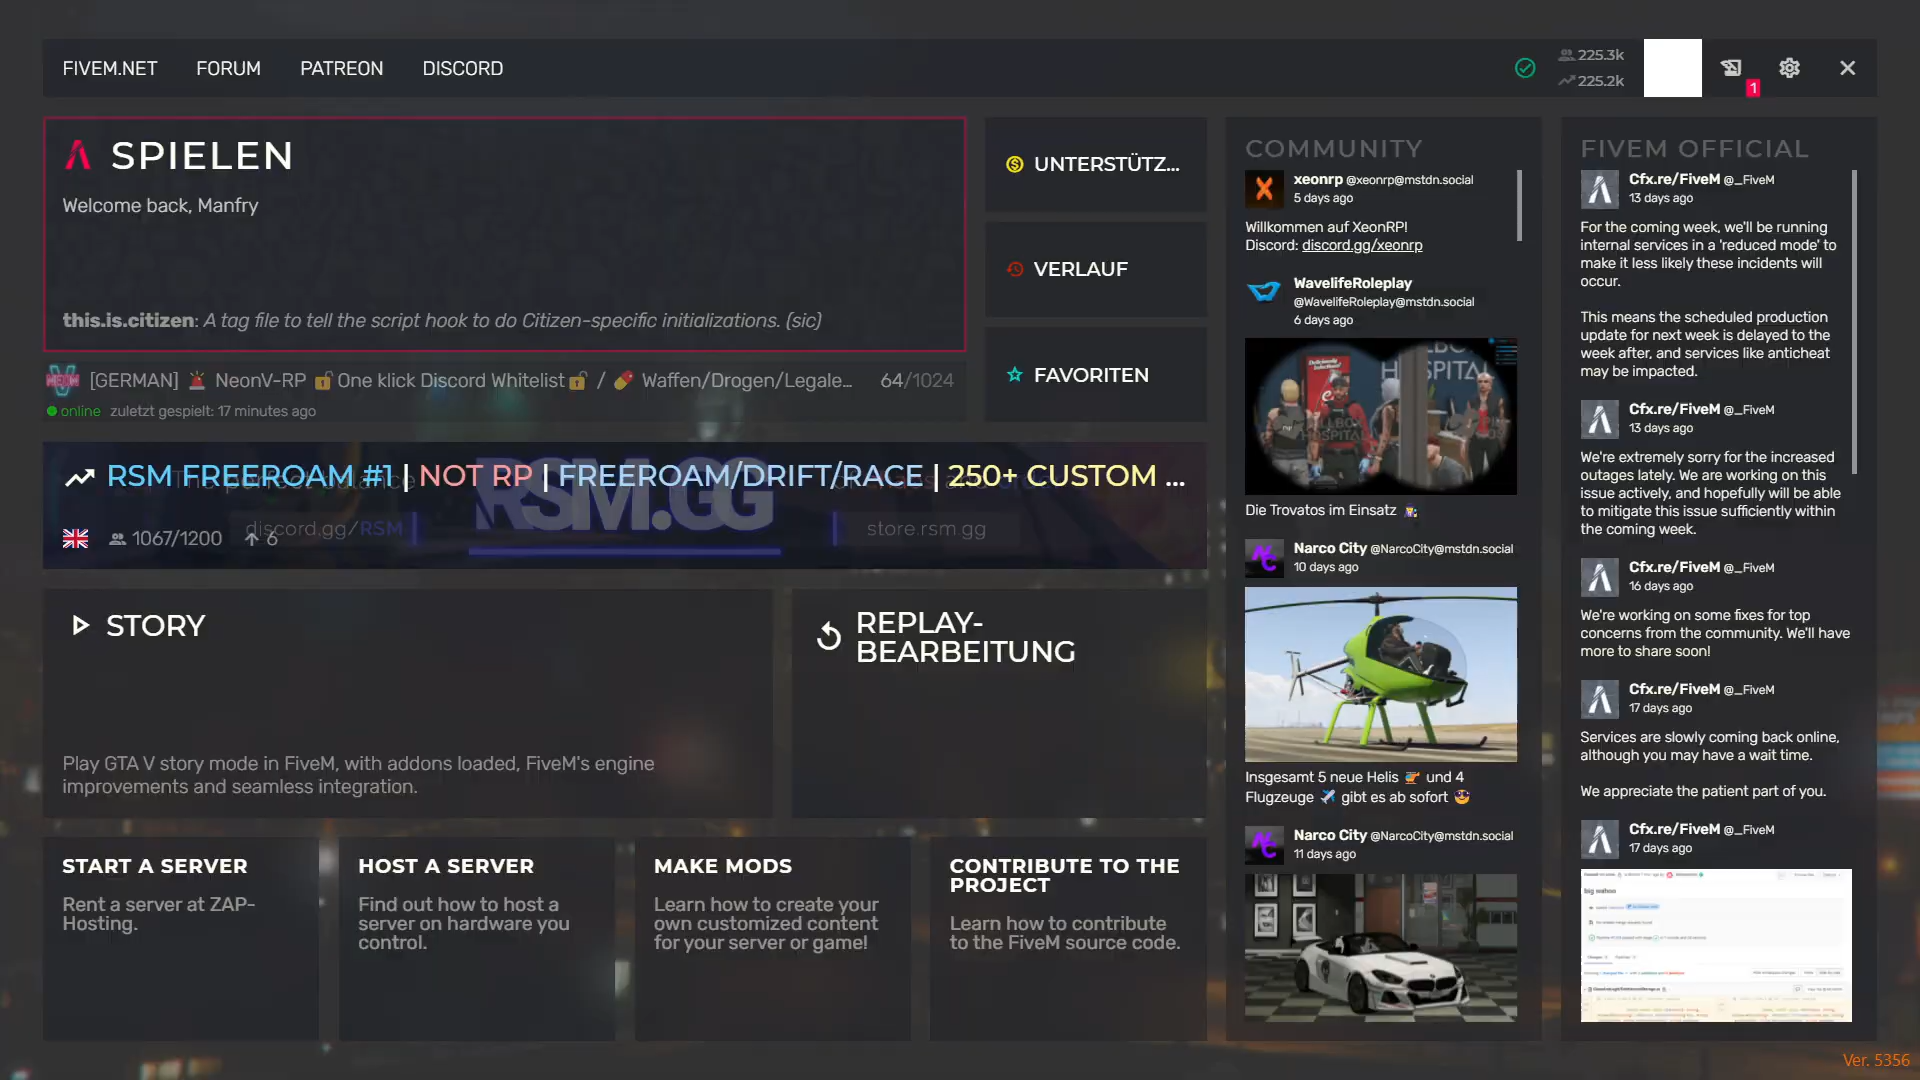 FIVEM.NET FORUM PATREON DISCORD
225.3k
225.2k
1
SPIELEN
Welcome back, Manfry
this.is.citizen: A tag file to tell the script hook to do Citizen-specific initializations. (sic)
[GERMAN] 🚨 NeonV-RP 🔓One klick Discord Whitelist🔓 / 💊 Waffen/Drogen/Legale... 64/1024
online zuletzt gespielt: 17 minutes ago
UNTERSTÜTZ...
VERLAUF
FAVORITEN
RSM FREEROAM #1 | NOT RP | FREEROAM/DRIFT/RACE | 250+ CUSTOM ...
RSM.GG
discord.gg/RSM
store.rsm.gg
1067/1200 6
STORY
Play GTA V story mode in FiveM, with addons loaded, FiveM's engine
improvements and seamless integration.
REPLAY-
BEARBEITUNG
START A SERVER
Rent a server at ZAP-
Hosting.
HOST A SERVER
Find out how to host a
server on hardware you
control.
MAKE MODS
Learn how to create your
own customized content
for your server or game!
CONTRIBUTE TO THE
PROJECT
Learn how to contribute
to the FiveM source code.
COMMUNITY
xeonrp @xeonrp@mstdn.social
5 days ago
Willkommen auf XeonRP!
Discord: discord.gg/xeonrp
WavelifeRoleplay
@WavelifeRoleplay@mstdn.social
6 days ago
Die Trovatos im Einsatz
Narco City @NarcoCity@mstdn.social
10 days ago
Insgesamt 5 neue Helis 🚁 und 4
Flugzeuge ✈️ gibt es ab sofort
Narco City @NarcoCity@mstdn.social
11 days ago
FIVEM OFFICIAL
Cfx.re/FiveM @_FiveM
13 days ago
For the coming week, we'll be running
internal services in a 'reduced mode' to
make it less likely these incidents will
occur.
This means the scheduled production
update for next week is delayed to the
week after, and services like anticheat
may be impacted.
Cfx.re/FiveM @_FiveM
13 days ago
We're extremely sorry for the increased
outages lately. We are working on this
issue actively, and hopefully will be able
to mitigate this issue sufficiently within
the coming week.
Cfx.re/FiveM @_FiveM
16 days ago
We're working on some fixes for top
concerns from the community. We'll have
more to share soon!
Cfx.re/FiveM @_FiveM
17 days ago
Services are slowly coming back online,
although you may have a wait time.
We appreciate the patient part of you.
Cfx.re/FiveM @_FiveM
17 days ago
big wahoo
Ver. 5356